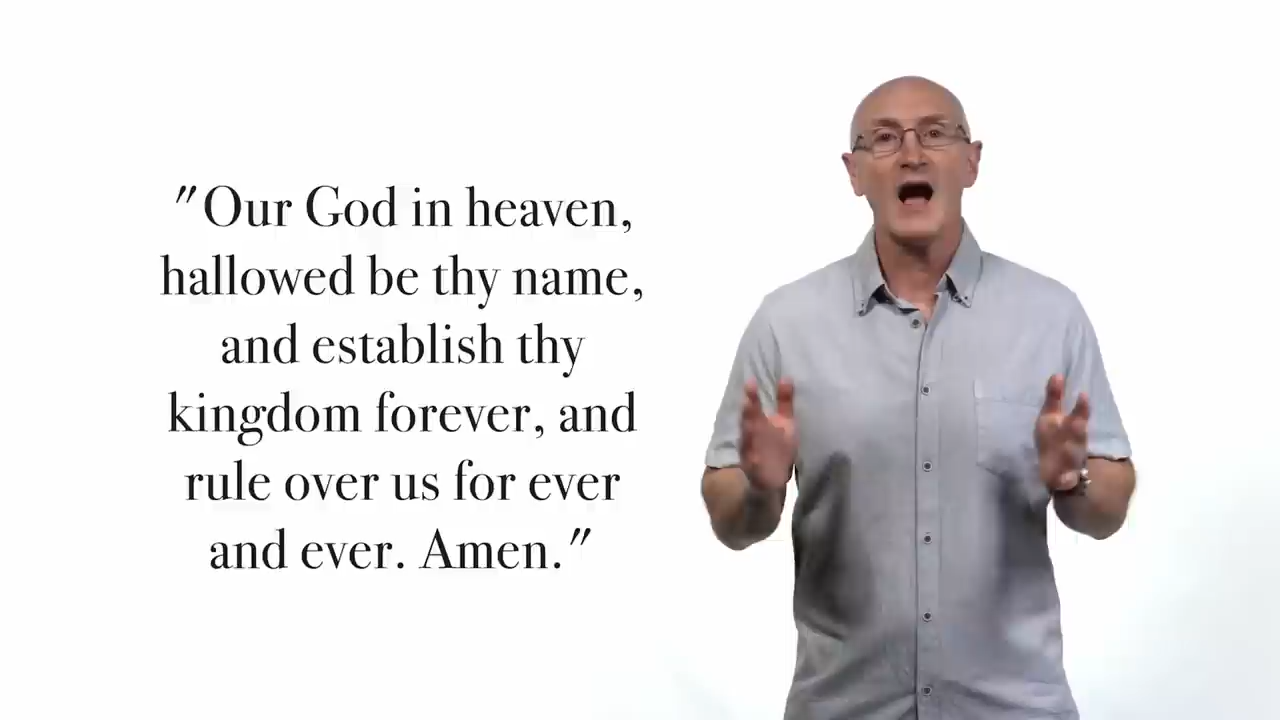 "Our God in heaven,
hallowed be thy name,
and establish thy
kingdom forever, and
rule over us for ever
and ever. Amen."